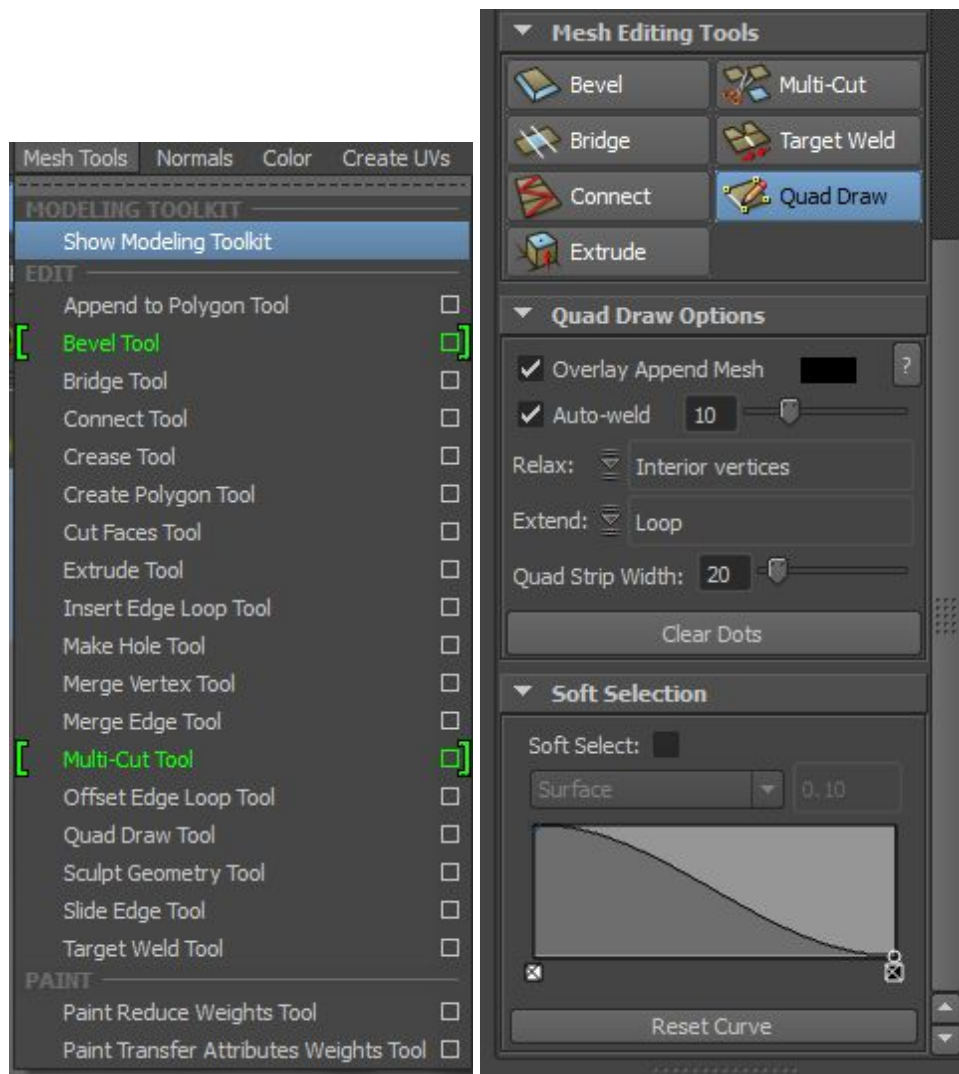 Mesh Tools Normals Color Create UVs
MODELING TOOLKIT
Show Modeling Toolkit
EDIT
Append to Polygon Tool
Bevel Tool
Bridge Tool
Connect Tool
Crease Tool
Create Polygon Tool
Cut Faces Tool
Extrude Tool
Insert Edge Loop Tool
Make Hole Tool
Merge Vertex Tool
Merge Edge Tool
Multi-Cut Tool
Offset Edge Loop Tool
Quad Draw Tool
Sculpt Geometry Tool
Slide Edge Tool
Target Weld Tool
PAINT
Paint Reduce Weights Tool
Paint Transfer Attributes Weights Tool
Mesh Editing Tools
Bevel Multi-Cut
Bridge Target Weld
Connect Quad Draw
Extrude
Quad Draw Options
Overlay Append Mesh ?
Auto-weld 10
Relax: Interior vertices
Extend: Loop
Quad Strip Width: 20
Clear Dots
Soft Selection
Soft Select:
Surface 0.10
Reset Curve